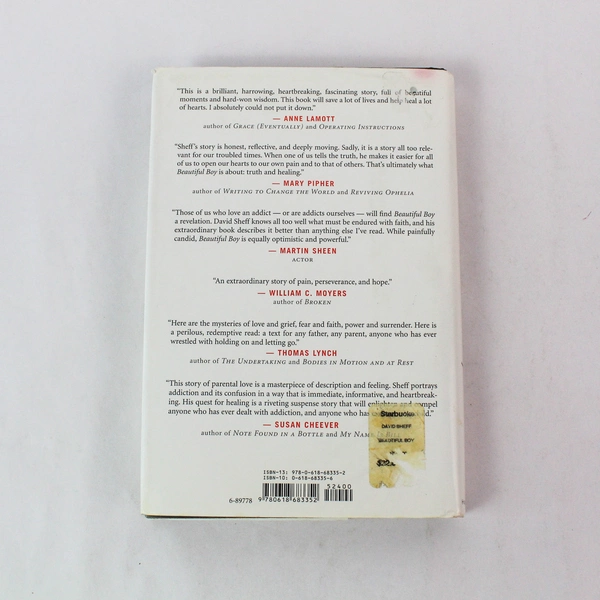 "This is a brilliant, harrowing, heartbreaking, fascinating story, full of beautiful
moments and hard-won wisdom. This book will save a lot of lives and help heal a lot
of hearts. I absolutely could not put it down."
— ANNE LAMOTT
author of GRACE (EVENTUALLY) and OPERATING INSTRUCTIONS
"Sheff's story is honest, reflective, and deeply moving. Sadly, it is a story all too rele-
vant for our troubled times. When one of us tells the truth, he makes it easier for all
of us to open our hearts to our own pain and to that of others. That's ultimately what
Beautiful Boy is about: truth and healing."
— MARY PIPHER
author of WRITING TO CHANGE THE WORLD and REVIVING OPHELIA
"Those of us who love an addict — or are addicts ourselves — will find Beautiful Boy
a revelation. David Sheff knows all too well what must be endured with faith, and his
extraordinary book describes it better than anything else I've read. While painfully
candid, Beautiful Boy is equally optimistic and powerful."
— MARTIN SHEEN
ACTOR
"An extraordinary story of pain, perseverance, and hope."
— WILLIAM C. MOYERS
author of BROKEN
"Here are the mysteries of love and grief, fear and faith, power and surrender. Here is
a perilous, redemptive read: a text for any father, any parent, anyone who has ever
wrestled with holding on and letting go."
— THOMAS LYNCH
author of THE UNDERTAKING and BODIES IN MOTION AND AT REST
"This story of parental love is a masterpiece of description and feeling. Sheff portrays
addiction and its confusion in a way that is immediate, informative, and heartbreak-
ing. His quest for healing is a riveting suspense story that will enlighten and compel
anyone who has ever dealt with addiction, and anyone who has
— SUSAN CHEEVER
author of NOTE FOUND IN A BOTTLE and MY NAME
Starbucks
DAVID SHEFF
BEAUTIFUL BOY
ISBN-13: 978-0-618-68335-2
ISBN-10: 0-618-68335-6
52400
6-89778
9 780618 683352